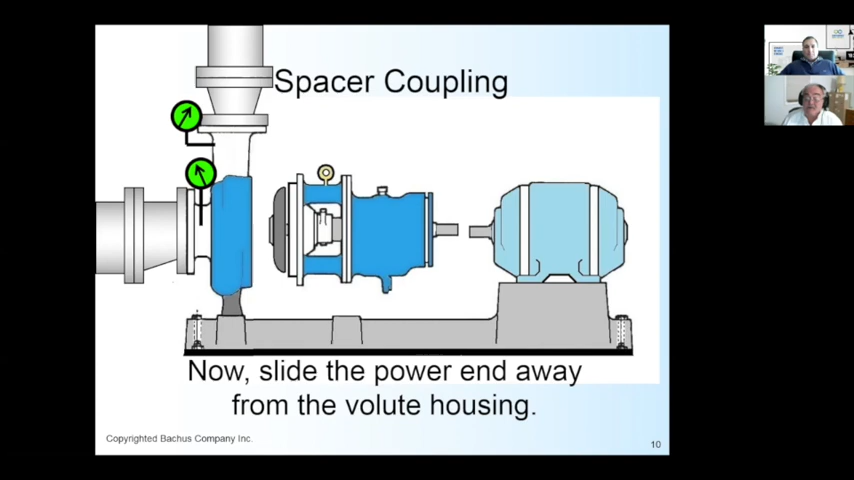 Spacer Coupling
Now, slide the power end away
from the volute housing.
Copyrighted Bachus Company Inc.
10